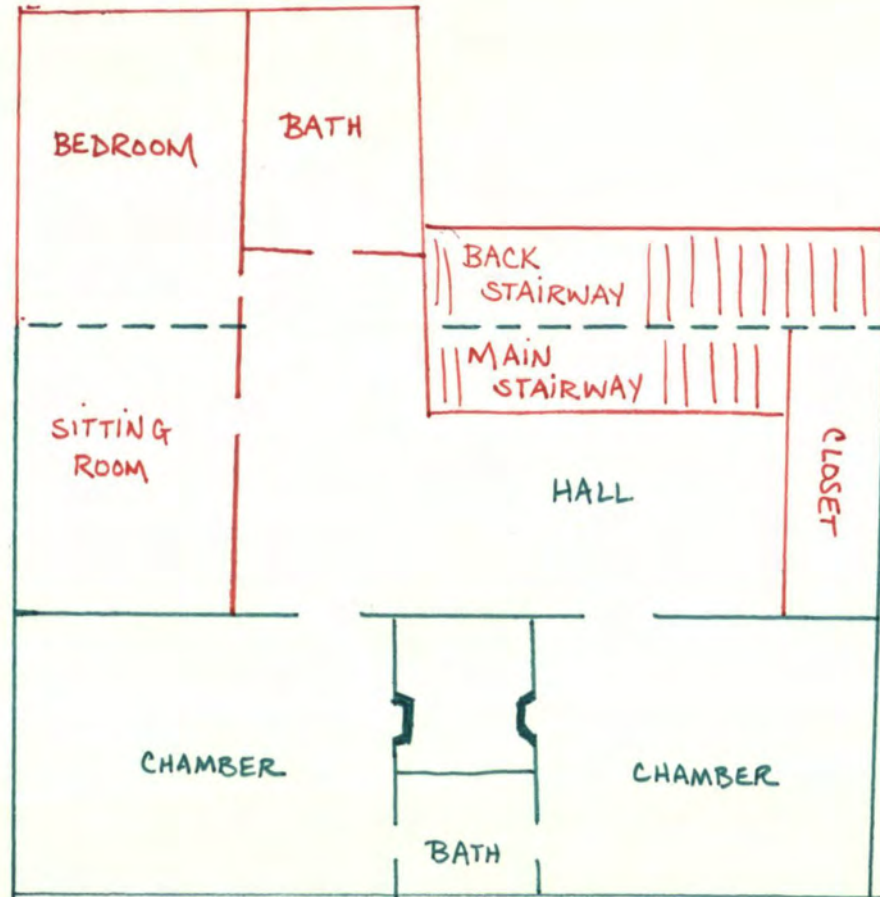 BEDROOM
BATH
BACK
STAIRWAY
MAIN
STAIRWAY
SITTING
ROOM
CLOSET
HALL
CHAMBER
CHAMBER
BATH